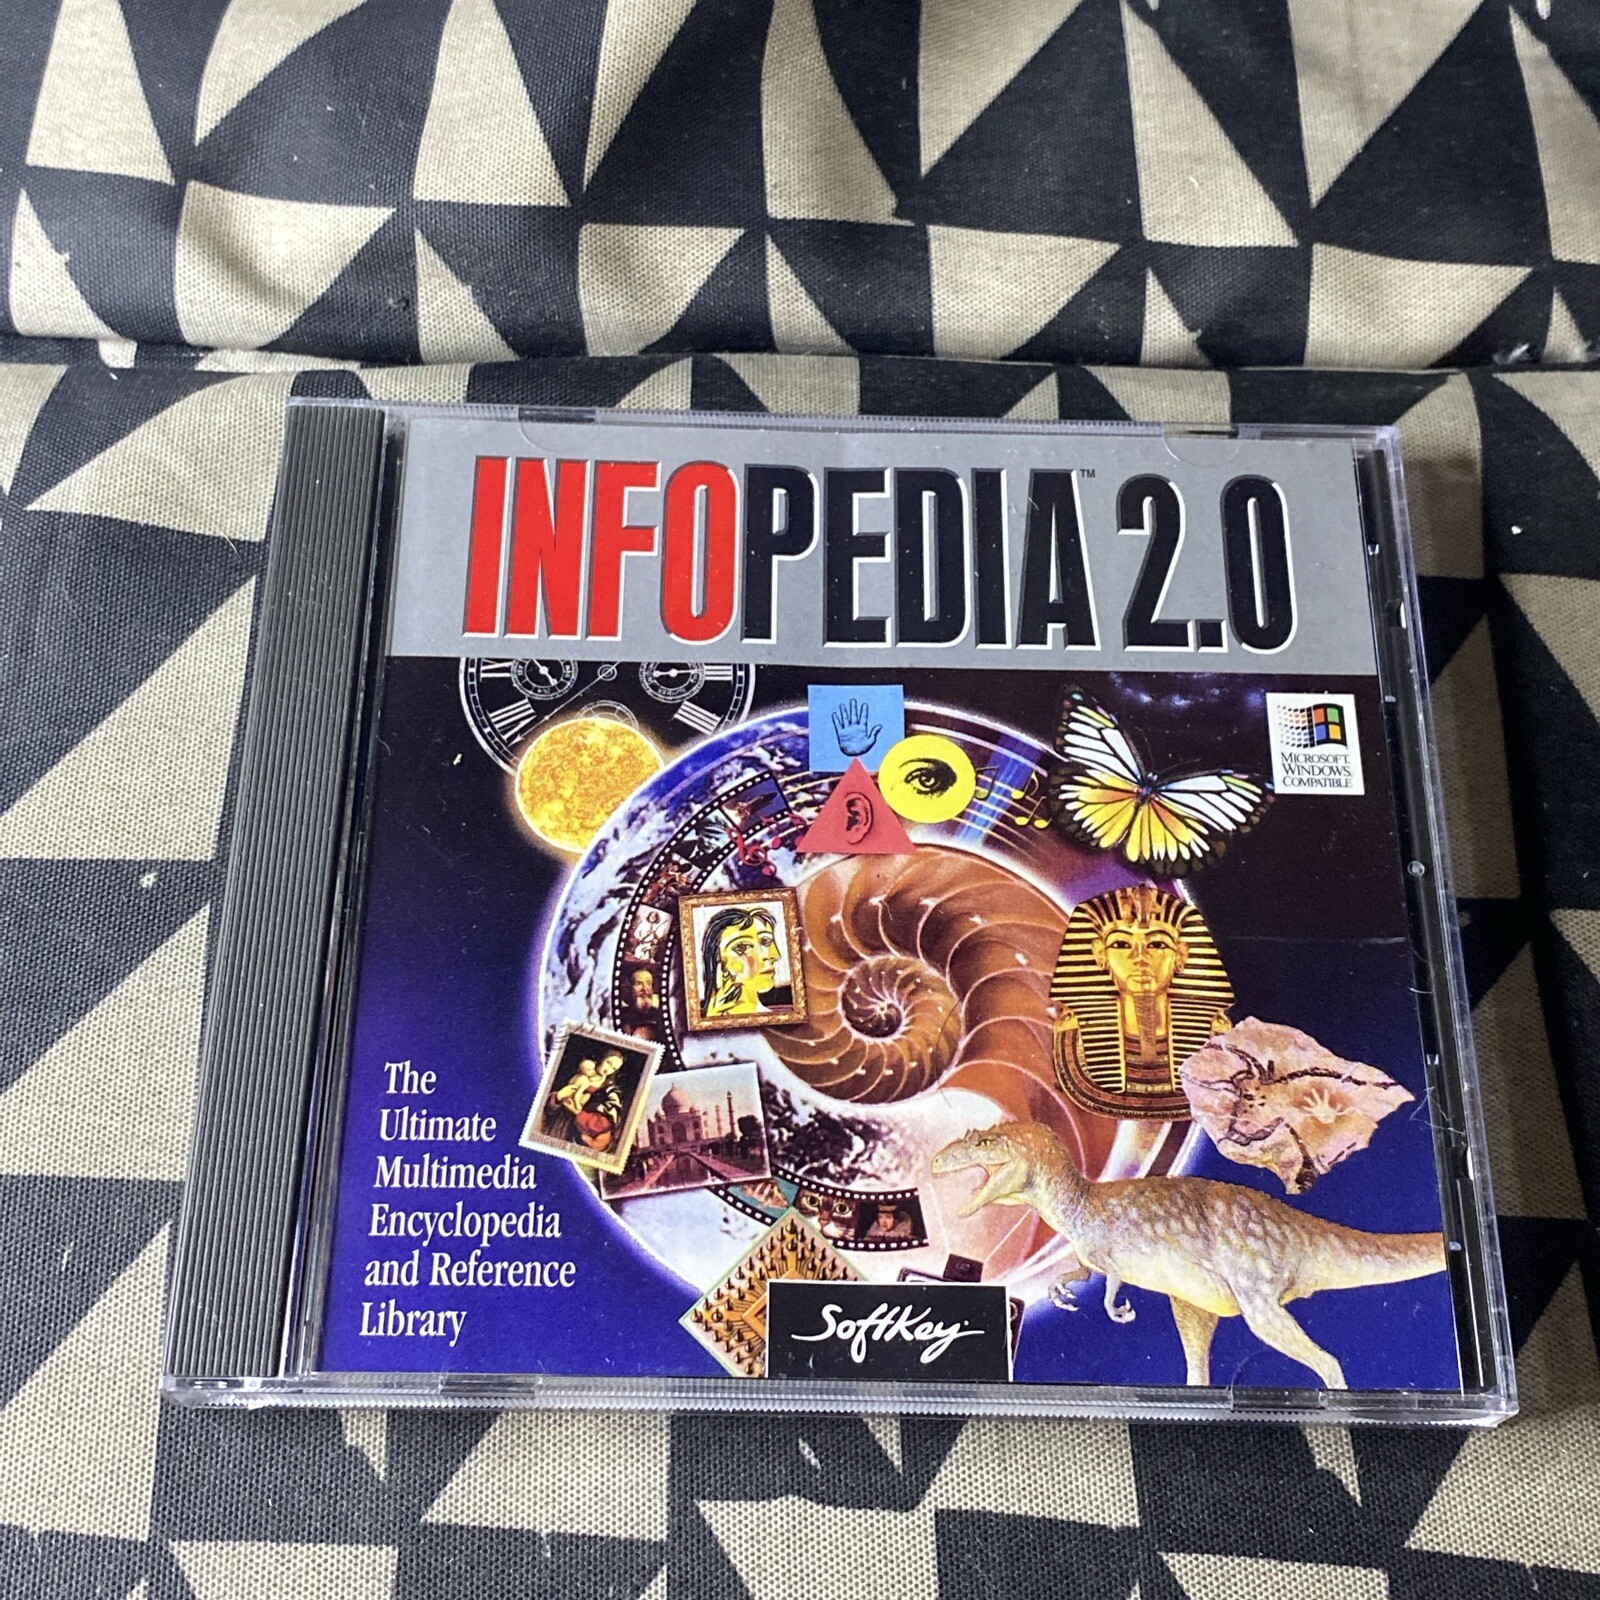 INFOPEDIA™ 2.0
MICROSOFT
WINDOWS
COMPATIBLE
The
Ultimate
Multimedia
Encyclopedia
and Reference
Library
SoftKey